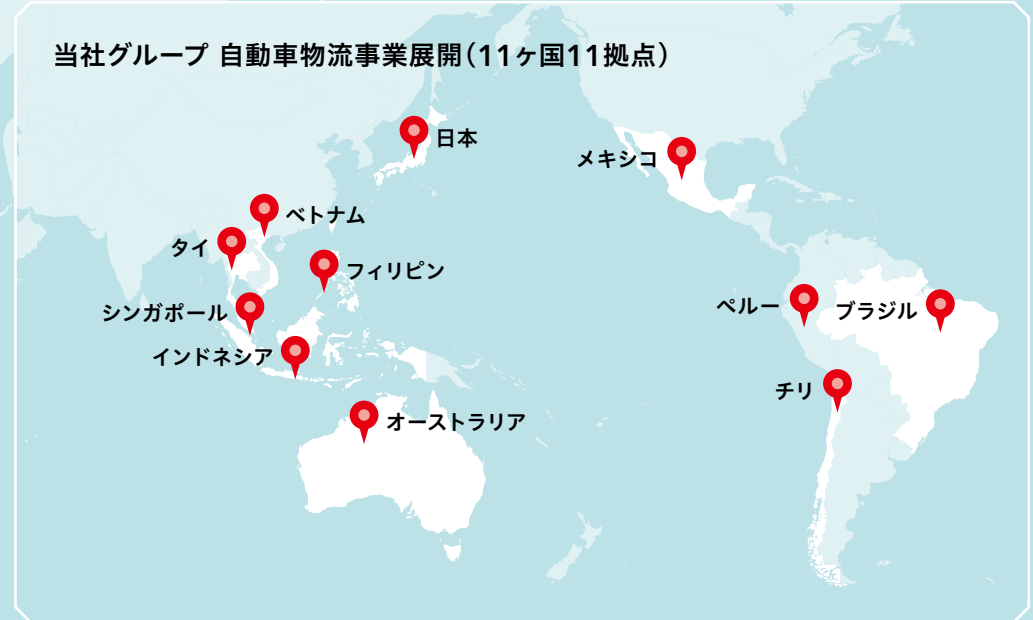 当社グループ 自動車物流事業展開（11ヶ国11拠点）
日本
メキシコ
ベトナム
タイ
フィリピン
シンガポール
ペルー
ブラジル
インドネシア
チリ
オーストラリア